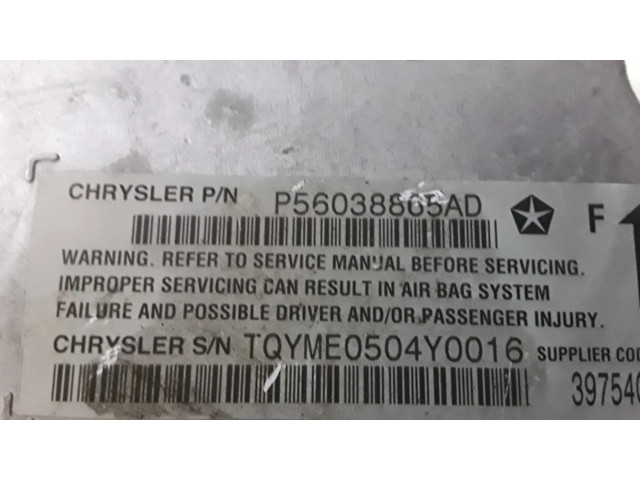 CHRYSLER P/N P56038865AD F
WARNING. REFER TO SERVICE MANUAL BEFORE SERVICING.
IMPROPER SERVICING CAN RESULT IN AIR BAG SYSTEM
FAILURE AND POSSIBLE DRIVER AND/OR PASSENGER INJURY.
CHRYSLER S/N TQYME0504Y0016 SUPPLIER COD